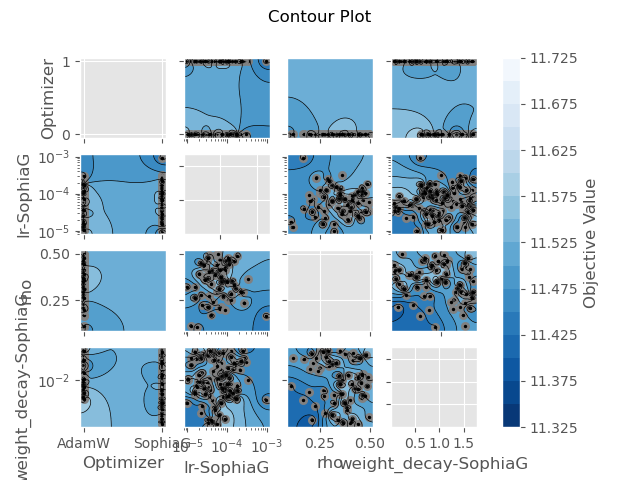 Contour Plot
Optimizer
1
0
lr-SophiaG
10^-3
10^-4
10^-5
rho
0.50
0.25
weight_decay-SophiaG
10^-2
AdamW
SophiaG
Optimizer
10^-5
10^-4
10^-3
lr-SophiaG
0.25
0.50
rho
0.5
1.0
1.5
weight_decay-SophiaG
11.725
11.675
11.625
11.575
11.525
11.475
11.425
11.375
11.325
Objective Value